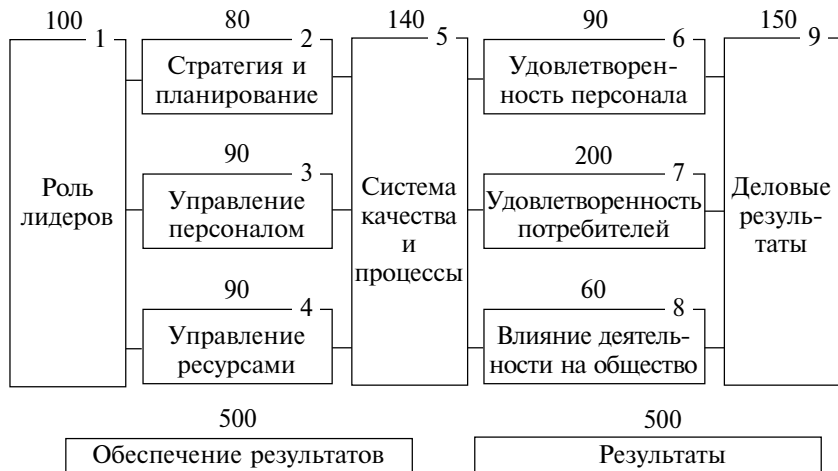 100
80
140
90
150
1
2
5
6
9
Стратегия и
планирование
Удовлетворен-
ность персонала
90
200
3
7
Роль
лидеров
Управление
персоналом
Система
качества
и
процессы
Удовлетворенность
потребителей
Деловые
резуль-
таты
90
60
4
8
Управление
ресурсами
Влияние деятель-
ности на общество
500
500
Обеспечение результатов
Результаты